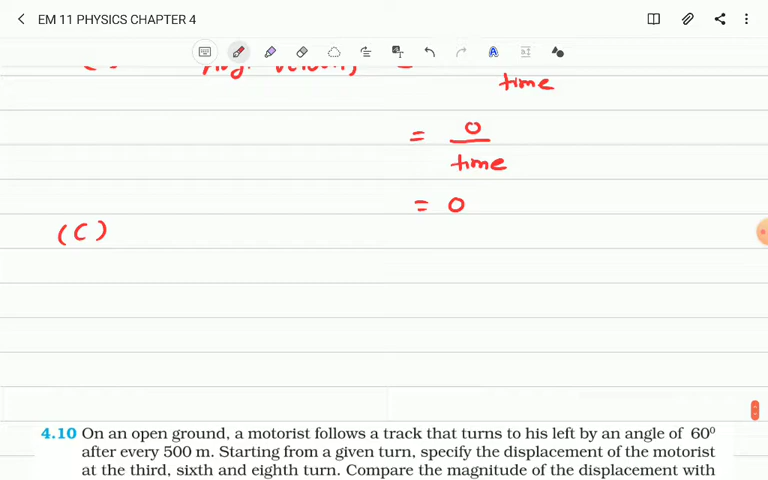 EM 11 PHYSICS CHAPTER 4
time
= 0
time
= 0
(C)
4.10 On an open ground, a motorist follows a track that turns to his left by an angle of 60⁰
after every 500 m. Starting from a given turn, specify the displacement of the motorist
at the third, sixth and eighth turn. Compare the magnitude of the displacement with